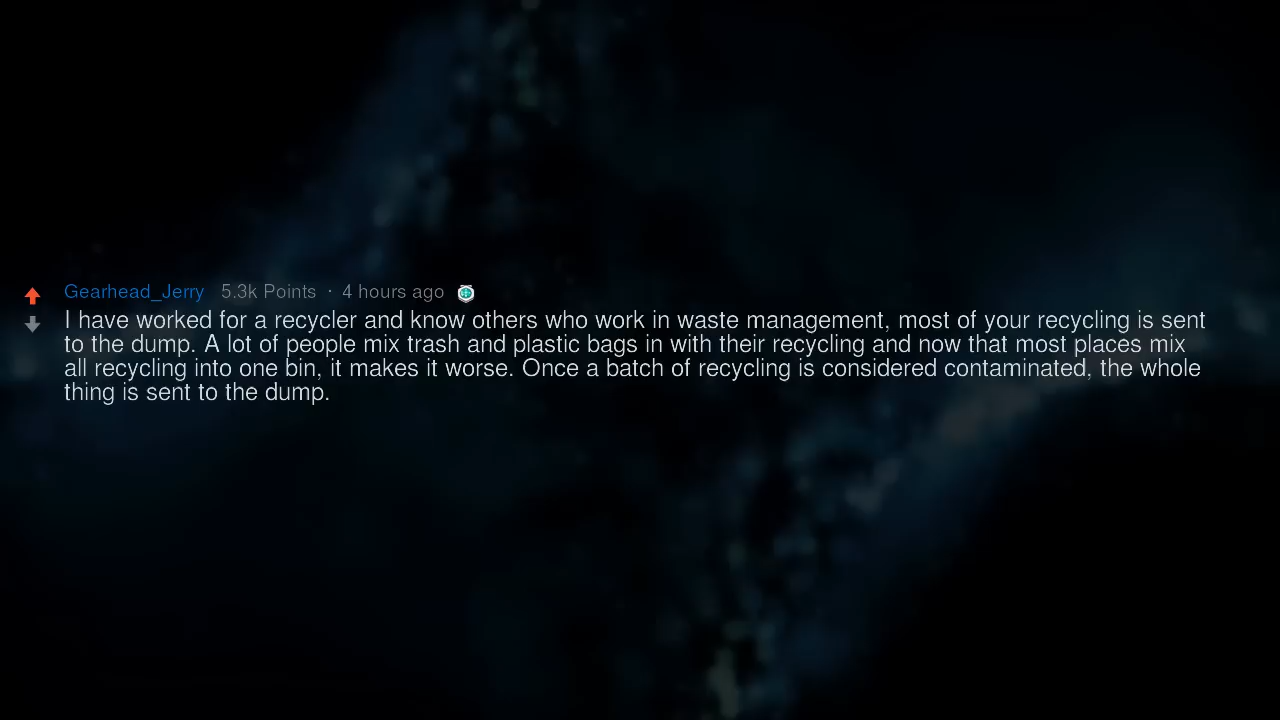 Gearhead_Jerry 5.3k Points · 4 hours ago
I have worked for a recycler and know others who work in waste management, most of your recycling is sent
to the dump. A lot of people mix trash and plastic bags in with their recycling and now that most places mix
all recycling into one bin, it makes it worse. Once a batch of recycling is considered contaminated, the whole
thing is sent to the dump.